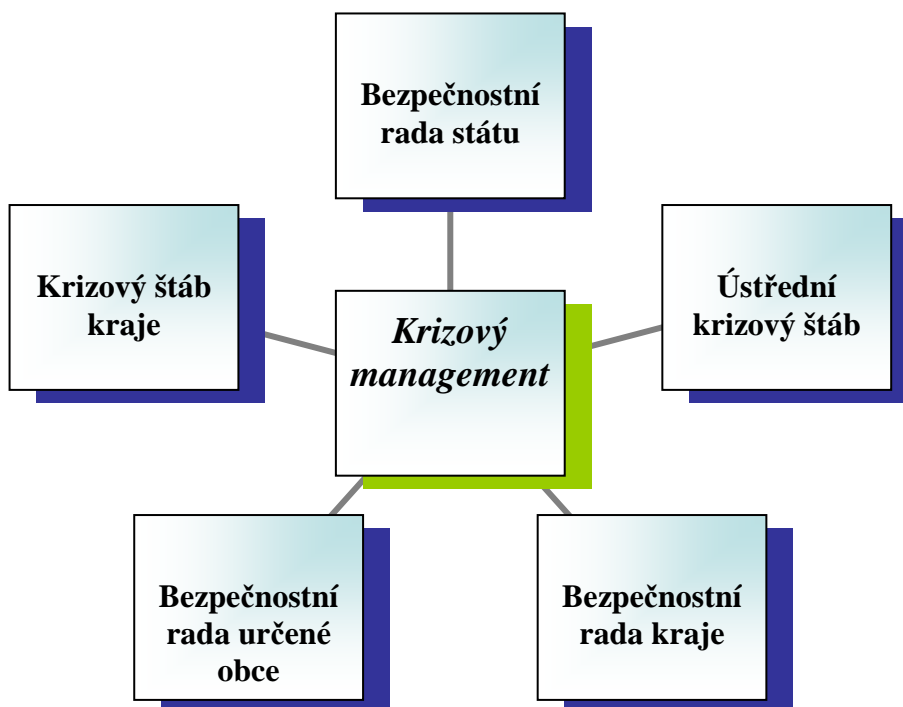 Bezpečnostní
rada státu
Krizový štáb
kraje
Ústřední
krizový štáb
Krizový
management
Bezpečnostní
rada určené
obce
Bezpečnostní
rada kraje